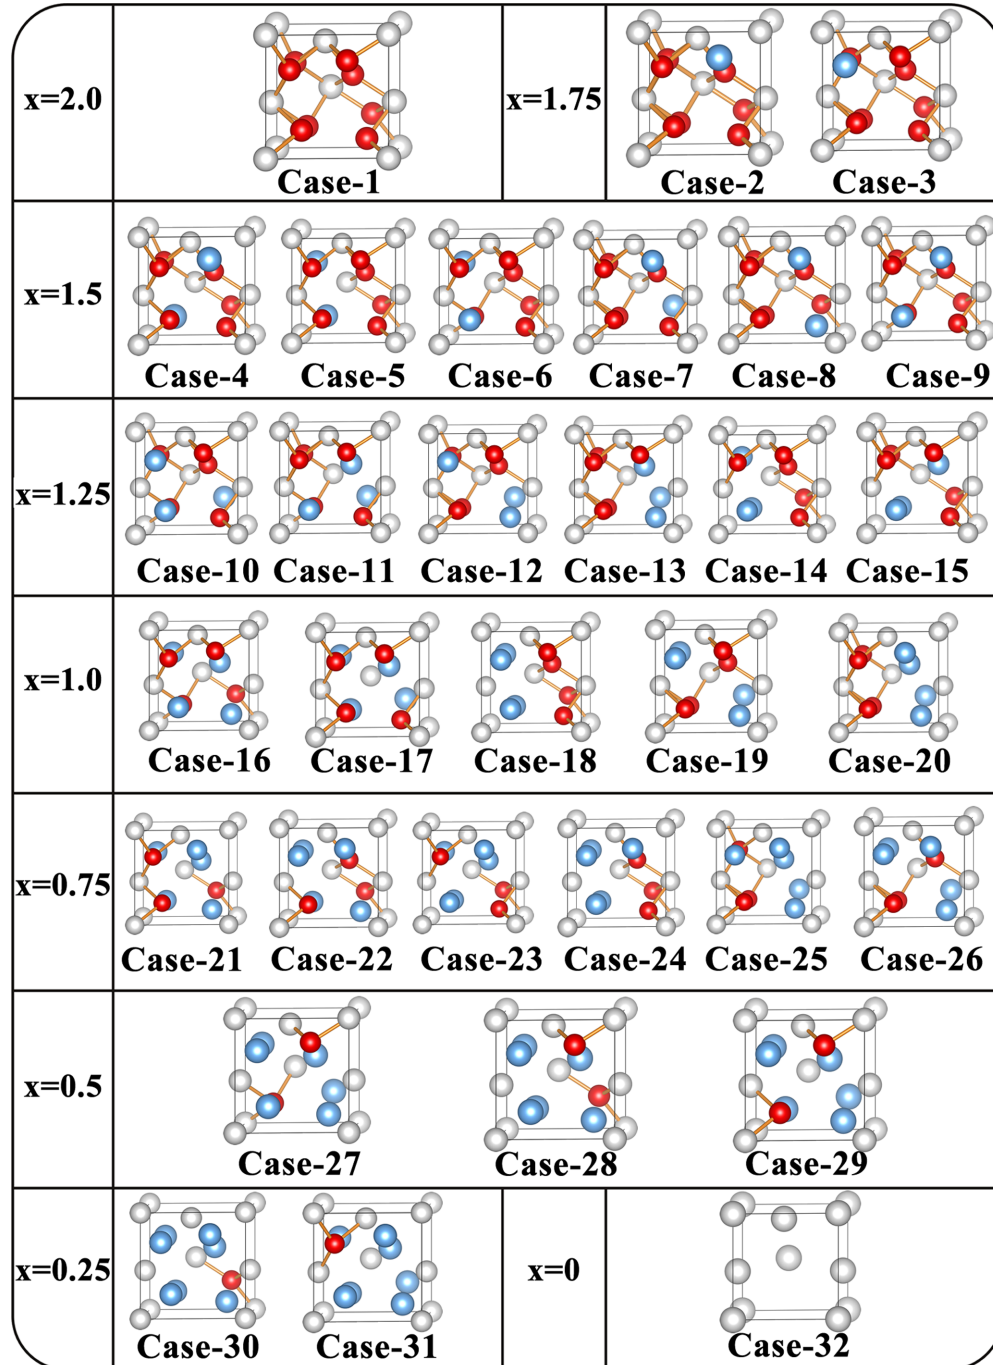 x=2.0
Case-1
x=1.75
Case-2 Case-3
x=1.5
Case-4 Case-5 Case-6 Case-7 Case-8 Case-9
x=1.25
Case-10 Case-11 Case-12 Case-13 Case-14 Case-15
x=1.0
Case-16 Case-17 Case-18 Case-19 Case-20
x=0.75
Case-21 Case-22 Case-23 Case-24 Case-25 Case-26
x=0.5
Case-27 Case-28 Case-29
x=0.25
Case-30 Case-31
x=0
Case-32